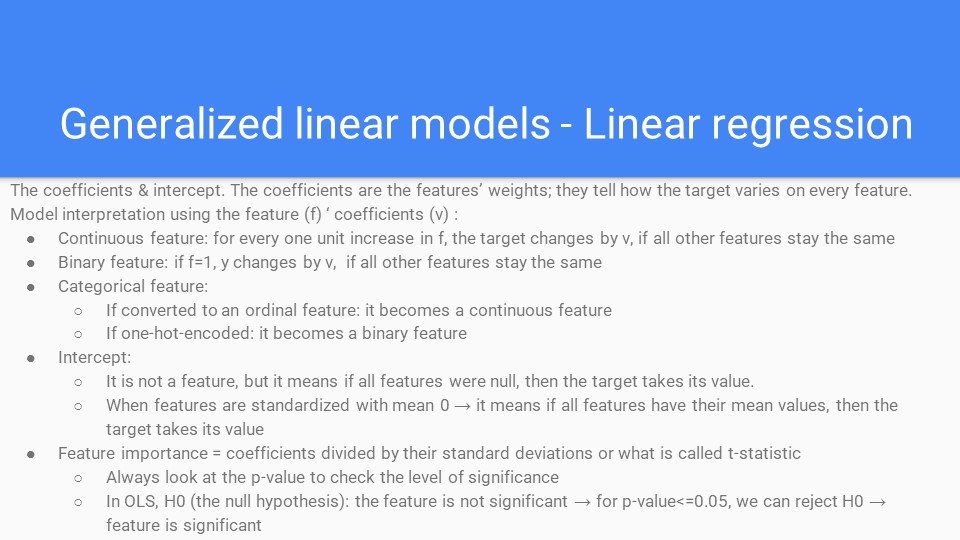 Generalized linear models - Linear regression
The coefficients & intercept. The coefficients are the features’ weights; they tell how the target varies on every feature.
Model interpretation using the feature (f) ‘ coefficients (v) :
● Continuous feature: for every one unit increase in f, the target changes by v, if all other features stay the same
● Binary feature: if f=1, y changes by v, if all other features stay the same
● Categorical feature:
○ If converted to an ordinal feature: it becomes a continuous feature
○ If one-hot-encoded: it becomes a binary feature
● Intercept:
○ It is not a feature, but it means if all features were null, then the target takes its value.
○ When features are standardized with mean 0 → it means if all features have their mean values, then the
target takes its value
● Feature importance = coefficients divided by their standard deviations or what is called t-statistic
○ Always look at the p-value to check the level of significance
○ In OLS, H0 (the null hypothesis): the feature is not significant → for p-value<=0.05, we can reject H0 →
feature is significant